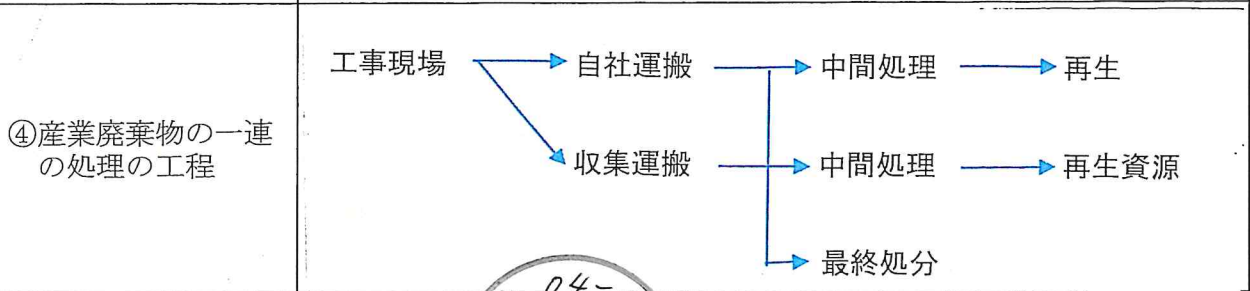 ④産業廃棄物の一連
の処理の工程
工事現場 自社運搬 中間処理 再生
収集運搬 中間処理 再生資源
最終処分